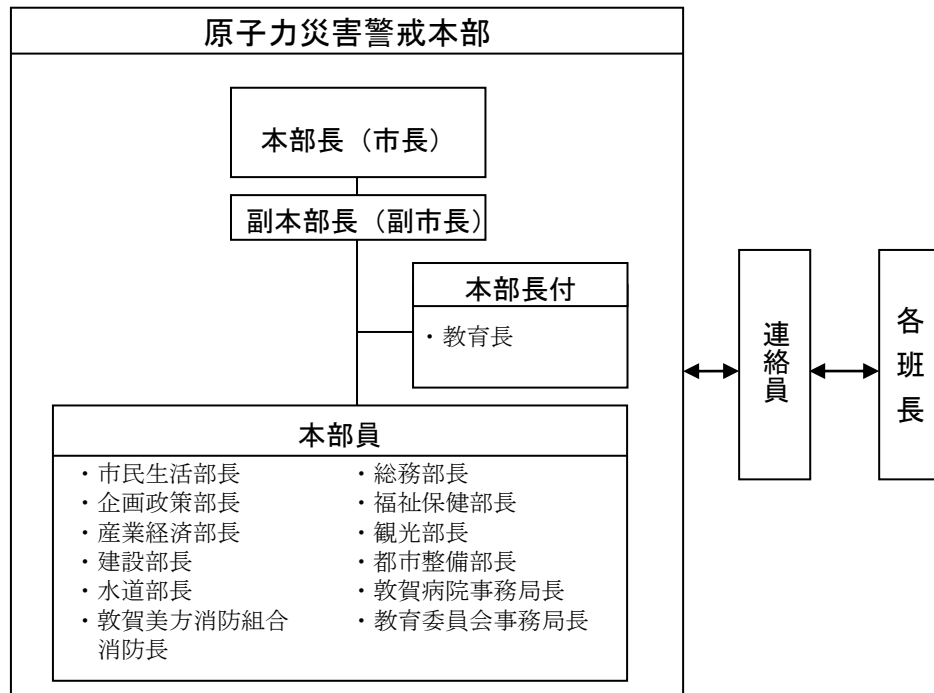 原子力災害警戒本部
本部長（市長）
副本部長（副市長）
本部長付
・教育長
本部員
・市民生活部長
・企画政策部長
・産業経済部長
・建設部長
・水道部長
・敦賀美方消防組合
消防長
・総務部長
・福祉保健部長
・観光部長
・都市整備部長
・敦賀病院事務局長
・教育委員会事務局長
連絡員
各班長